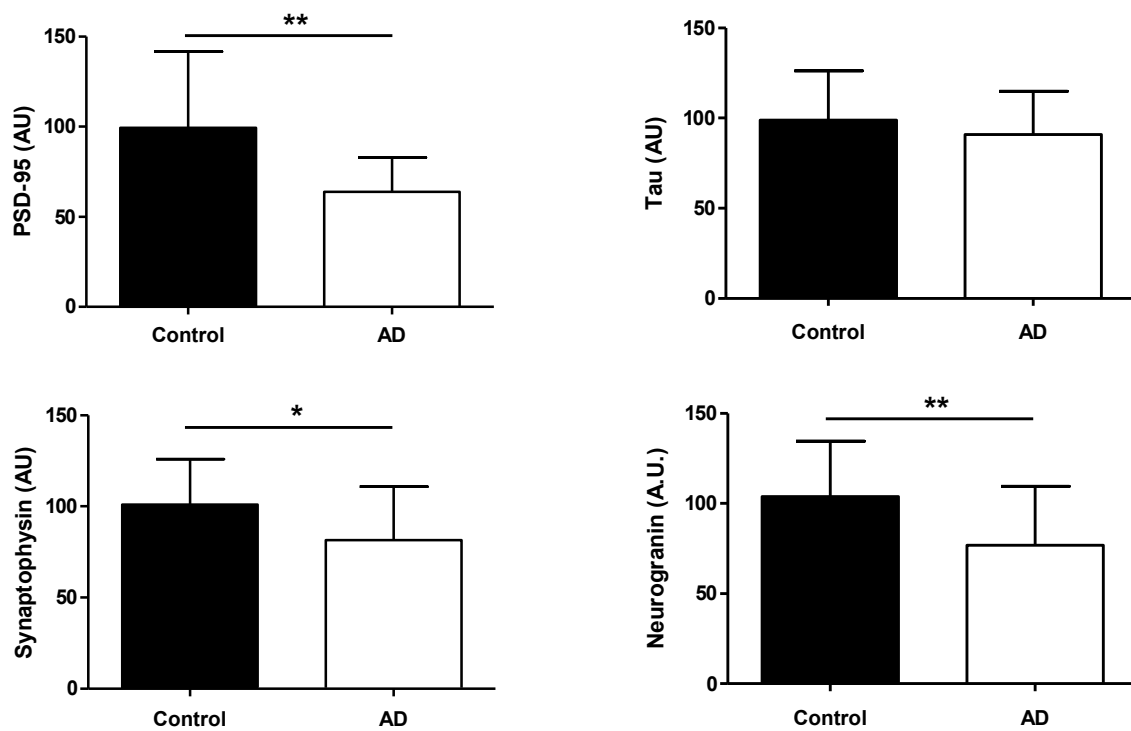 **
150
100
50
0
PSD-95 (AU)
Control AD
150
100
50
0
Tau (AU)
Control AD
*
150
100
50
0
Synaptophysin (AU)
Control AD
**
150
100
50
0
Neurogranin (A.U.)
Control AD